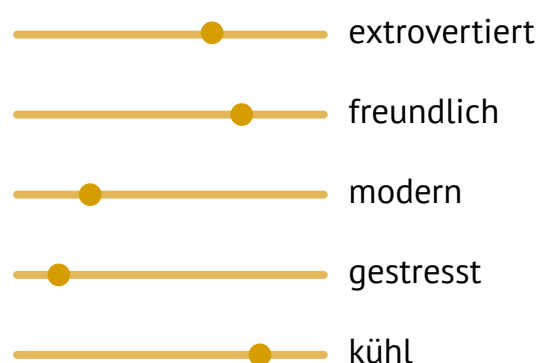 extrovertiert
freundlich
modern
gestresst
kühl